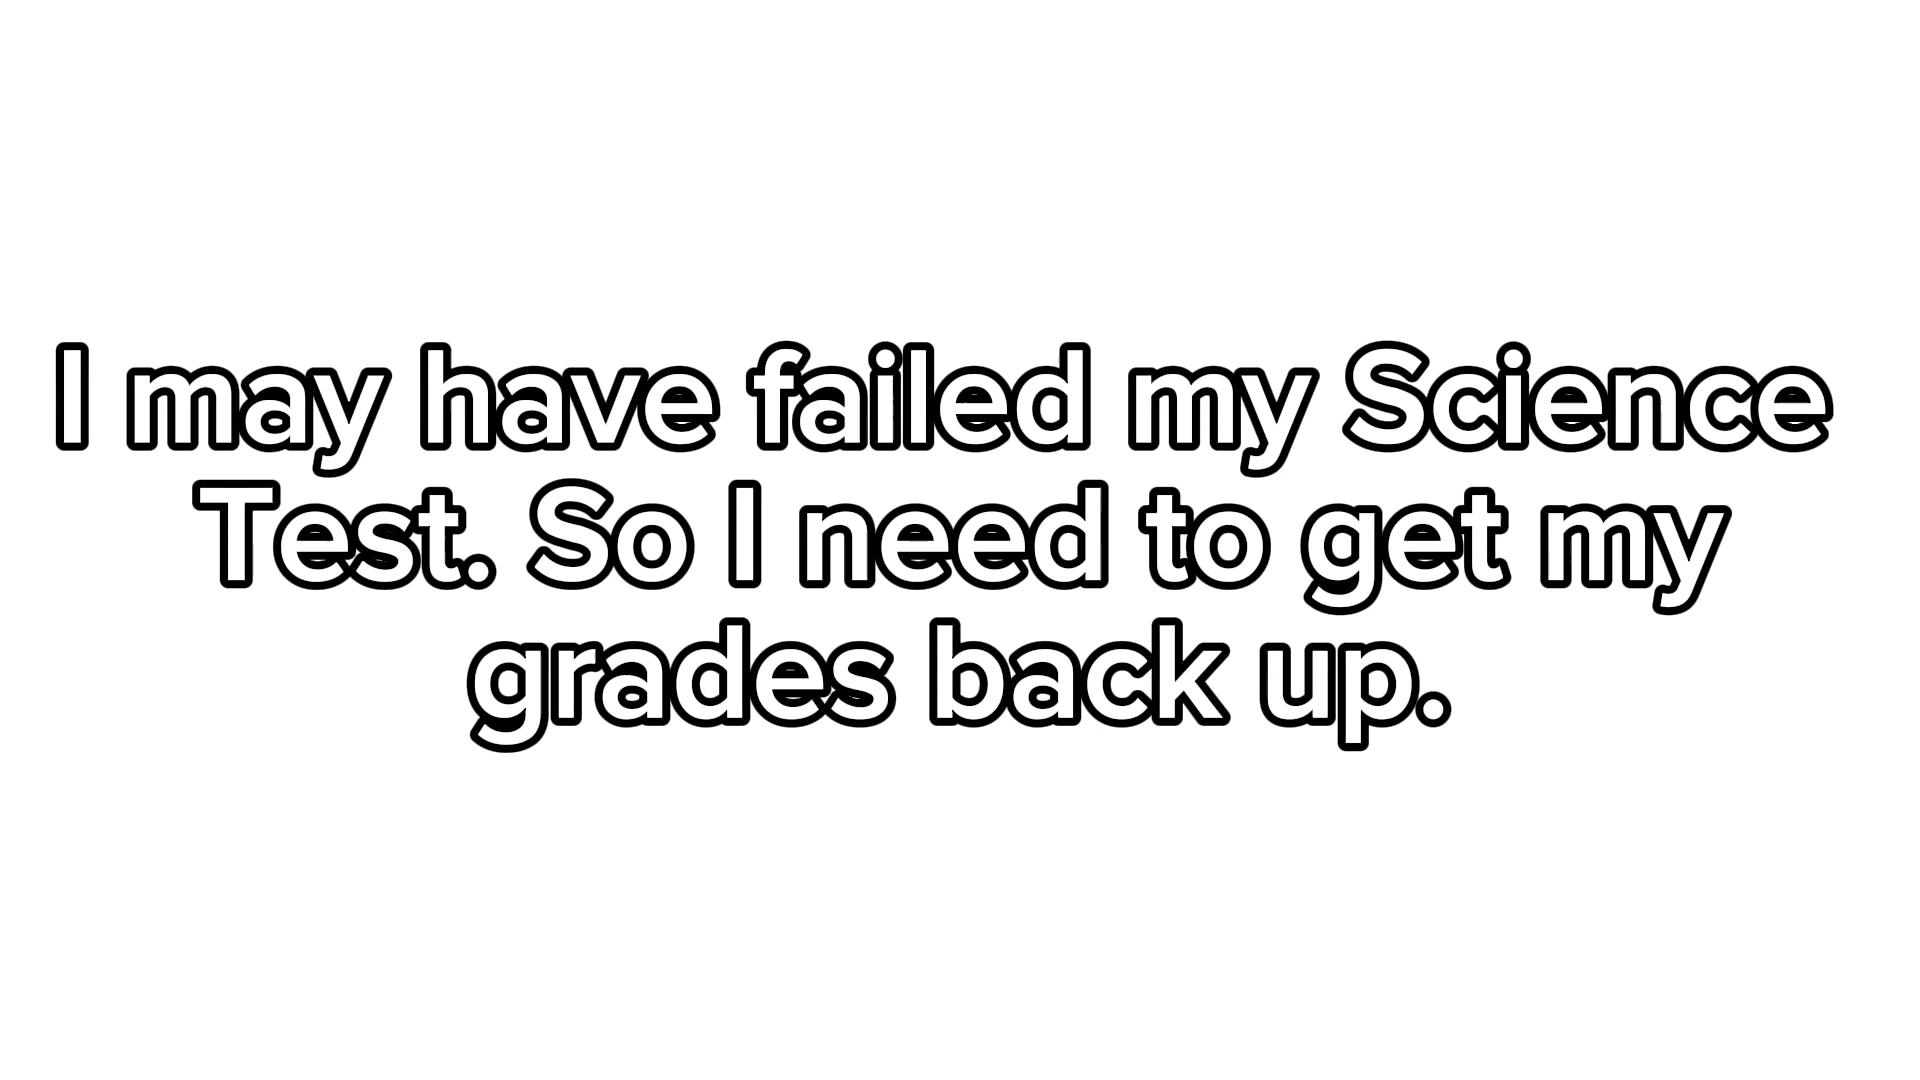 I may have failed my Science
Test. So I need to get my
grades back up.